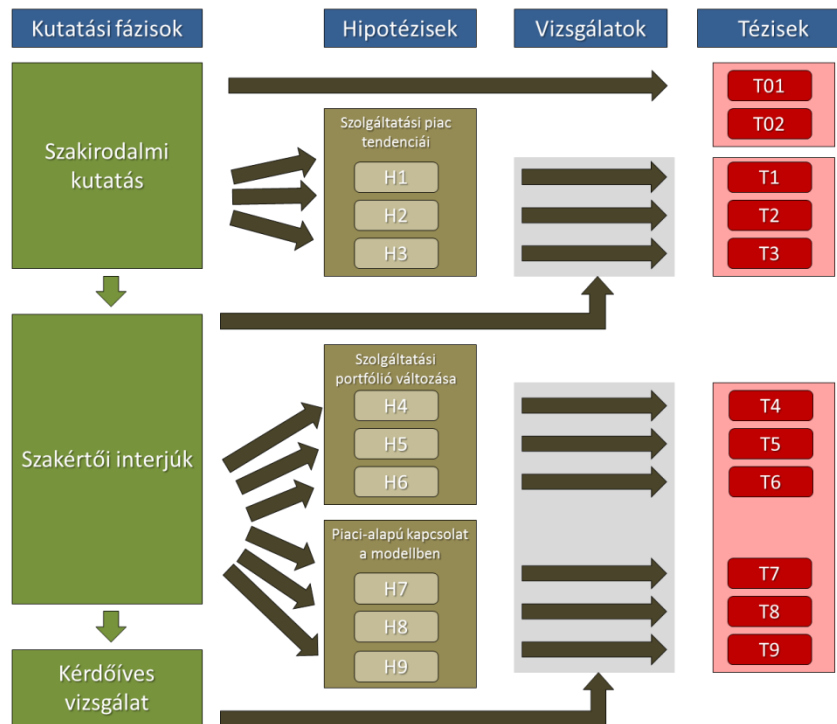 Kutatási fázisok
Hipotézisek
Vizsgálatok
Tézisek
Szakirodalmi
kutatás
Szolgáltatási piac
tendenciái
H1
H2
H3
T01
T02
T1
T2
T3
Szakértői interjúk
Szolgáltatási
portfólió változása
H4
H5
H6
T4
T5
T6
Piaci-alapú kapcsolat
a modellben
H7
H8
H9
T7
T8
T9
Kérdőíves
vizsgálat